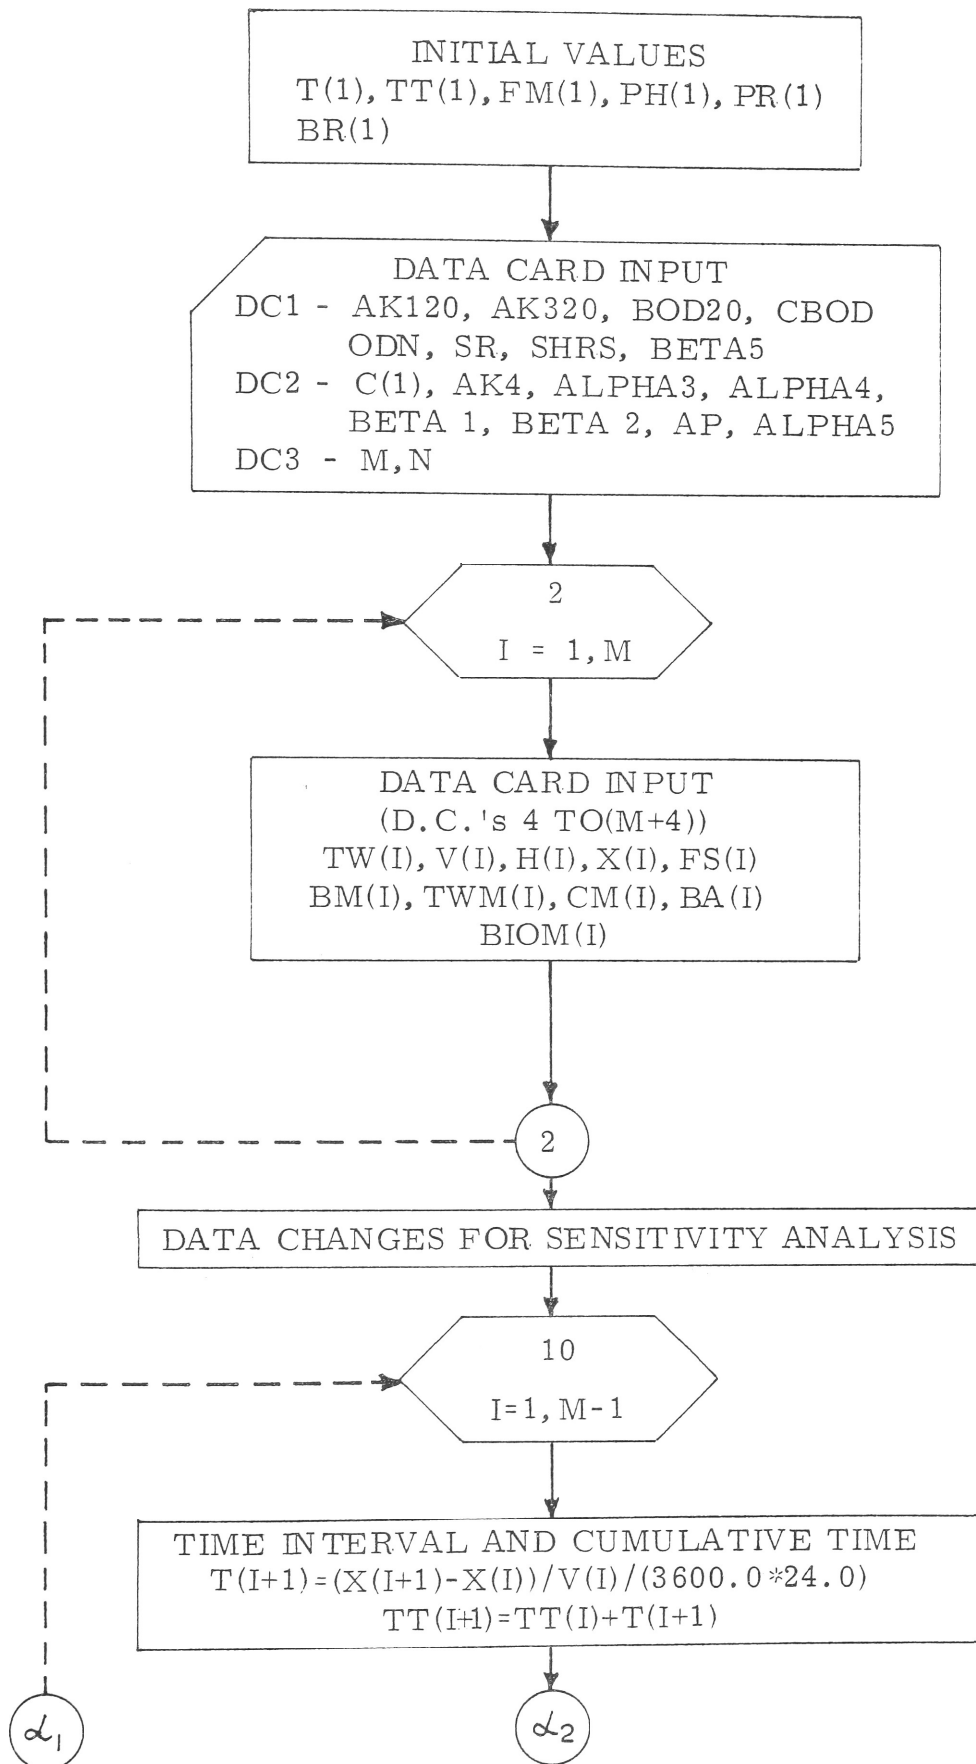 INITIAL VALUES
T(1), TT(1), FM(1), PH(1), PR(1)
BR(1)
DATA CARD INPUT
DC1 - AK120, AK320, BOD20, CBOD
ODN, SR, SHRS, BETA5
DC2 - C(1), AK4, ALPHA3, ALPHA4,
BETA 1, BETA 2, AP, ALPHA5
DC3 - M,N
2
I = 1, M
DATA CARD INPUT
(D.C.'s 4 TO(M+4))
TW(I), V(I), H(I), X(I), FS(I)
BM(I), TWM(I), CM(I), BA(I)
BIOM(I)
2
DATA CHANGES FOR SENSITIVITY ANALYSIS
10
I=1, M-1
TIME INTERVAL AND CUMULATIVE TIME
T(I+1)=(X(I+1)-X(I))/V(I)/(3600.0*24.0)
TT(I+1)=TT(I)+T(I+1)
α₁
α₂